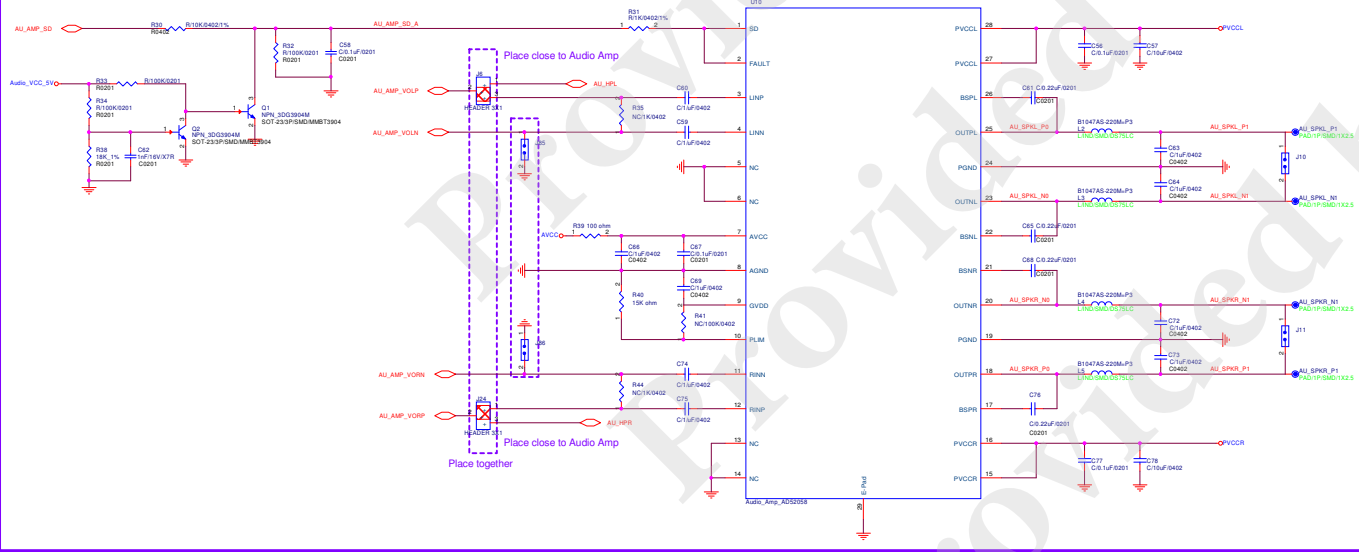 U10
AU_AMP_SD
R30
R/10K/0402/1%
R0402
AU_AMP_SD_A
R31
R/1K/0402/1%
1
2
R32
R/100K/0201
R0201
C58
C/0.1uF/0201
C0201
Audio_VCC_5V
R33
R/100K/0201
R0201
R34
R/100K/0201
R0201
Q1
NPN_3DG3904M
SOT-23/3P/SMD/MMBT3904
Q2
NPN_3DG3904M
SOT-23/3P/SMD/MMBT3904
R38
18K_1%
R0201
C62
1nF/16V/X7R
C0201
Place close to Audio Amp
J6
HEADER 3X1
AU_HPL
AU_AMP_VOLP
AU_AMP_VOLN
R35
NC/1K/0402
C60
C/1uF/0402
C59
C/1uF/0402
AVCC
R39 100 ohm
1
2
C66
C/1uF/0402
C0402
C67
C/0.1uF/0201
C0201
C69
C/1uF/0402
C0402
R40
15K ohm
R41
NC/100K/0402
AU_AMP_VORN
AU_AMP_VORP
J24
HEADER 3X1
R44
NC/1K/0402
C74
C/1uF/0402
C75
C/1uF/0402
AU_HPR
Place close to Audio Amp
Place together
1 SD
2 FAULT
3 LINP
4 LINN
5 NC
6 NC
7 AVCC
8 AGND
9 GVDD
10 PLIM
11 RINN
12 RINP
13 NC
14 NC
PVCCL 28
PVCCL 27
BSPL 26
OUTPL 25
PGND 24
OUTNL 23
BSNL 22
BSNR 21
OUTNR 20
PGND 19
OUTPR 18
BSPR 17
PVCCR 16
PVCCR 15
E-Pad
29
Audio_Amp_AD52058
PVCCL
C56
C/0.1uF/0201
C57
C/10uF/0402
C61 C/0.22uF/0201
C0201
AU_SPKL_P0
B1047AS-220M=P3
L2
L/IND/SMD/DS75LC
AU_SPKL_P1
AU_SPKL_P1
PAD/1P/SMD/1X2.5
C63
C/1uF/0402
C0402
C64
C/1uF/0402
C0402
J10
AU_SPKL_N0
B1047AS-220M=P3
L3
L/IND/SMD/DS75LC
AU_SPKL_N1
AU_SPKL_N1
PAD/1P/SMD/1X2.5
C65 C/0.22uF/0201
C0201
C68 C/0.22uF/0201
C0201
AU_SPKR_N0
B1047AS-220M=P3
L4
L/IND/SMD/DS75LC
AU_SPKR_N1
AU_SPKR_N1
PAD/1P/SMD/1X2.5
C72
C/1uF/0402
C0402
C73
C/1uF/0402
C0402
J11
AU_SPKR_P0
B1047AS-220M=P3
L5
L/IND/SMD/DS75LC
AU_SPKR_P1
AU_SPKR_P1
PAD/1P/SMD/1X2.5
C76
C/0.22uF/0201
C0201
PVCCR
C77
C/0.1uF/0201
C78
C/10uF/0402
Provided
Provided
Provided